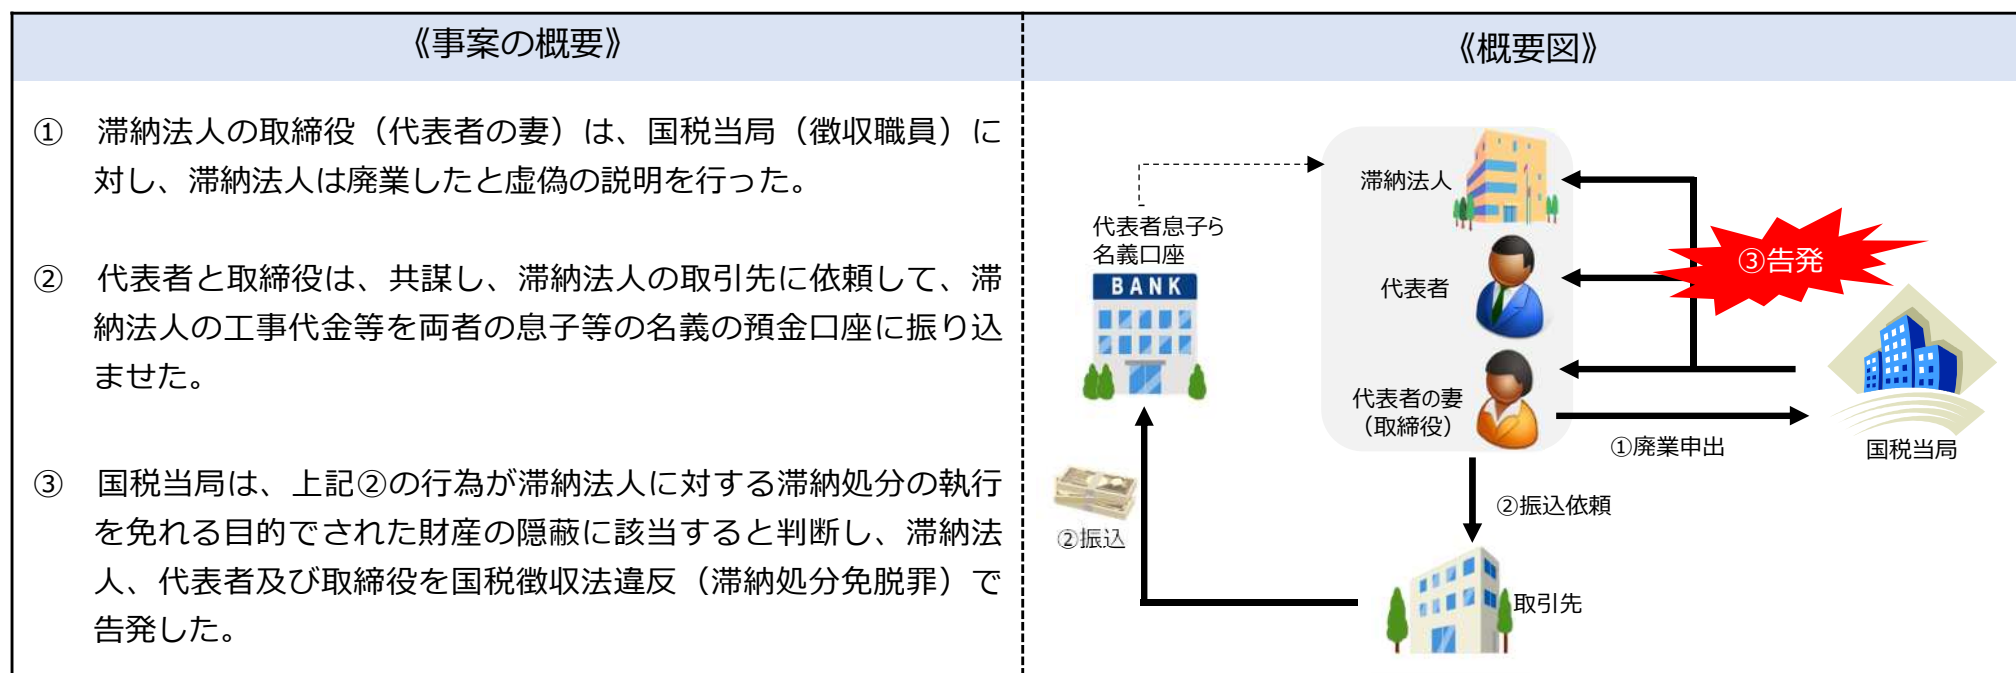 《事案の概要》
① 滞納法人の取締役（代表者の妻）は、国税当局（徴収職員）に
対し、滞納法人は廃業したと虚偽の説明を行った。
② 代表者と取締役は、共謀し、滞納法人の取引先に依頼して、滞
納法人の工事代金等を両者の息子等の名義の預金口座に振り込
ませた。
③ 国税当局は、上記②の行為が滞納法人に対する滞納処分の執行
を免れる目的でされた財産の隠蔽に該当すると判断し、滞納法
人、代表者及び取締役を国税徴収法違反（滞納処分免脱罪）で
告発した。
《概要図》
滞納法人
代表者息子ら
名義口座
BANK
③告発
代表者
代表者の妻
（取締役）
①廃業申出
国税当局
②振込依頼
②振込
取引先